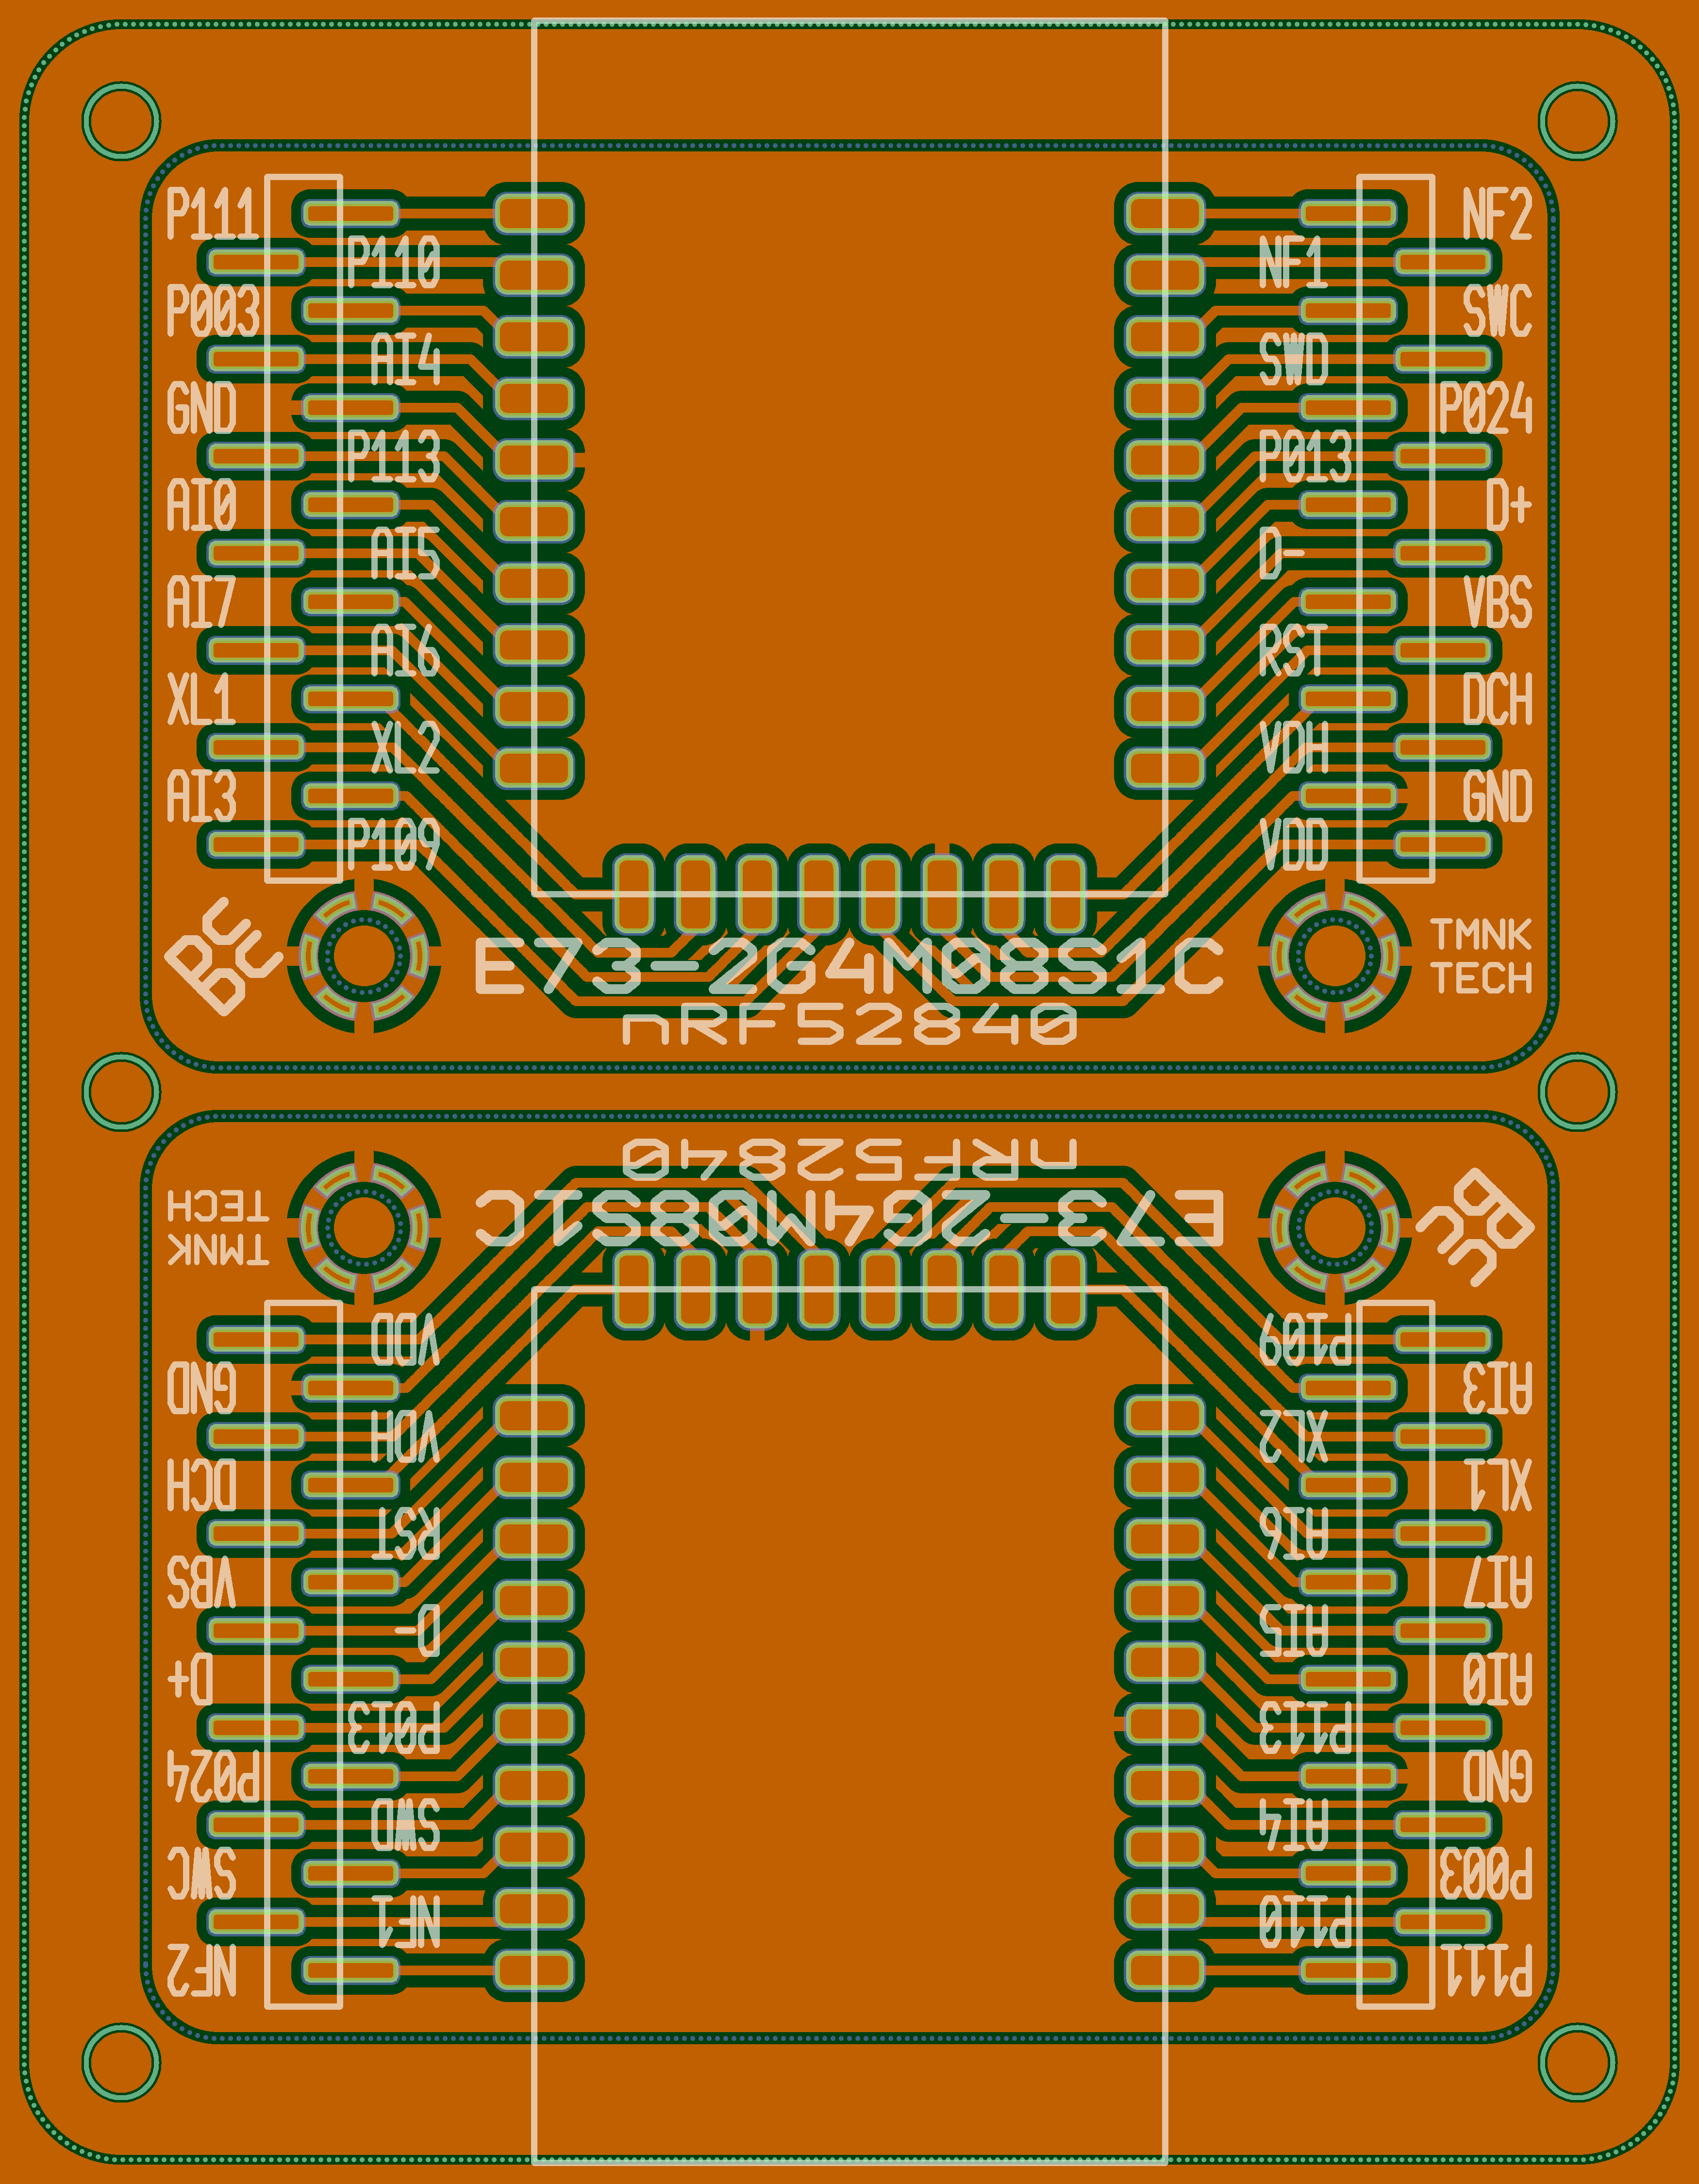 P111 NF2
P110 NF1
P003 SWC
AI4 SWD
GND P024
P113 P013
AI0 D+
AI5 D-
AI7 VBS
AI6 RST
XL1 DCH
XL2 VDH
AI3 GND
P109 VDD
E73-2G4M08S1C
nRF52840
TMNK
TECH
P111 NF2
P110 NF1
P003 SWC
AI4 SWD
GND P024
P113 P013
AI0 D+
AI5 D-
AI7 VBS
AI6 RST
XL1 DCH
XL2 VDH
AI3 GND
P109 VDD
E73-2G4M08S1C
nRF52840
TMNK
TECH